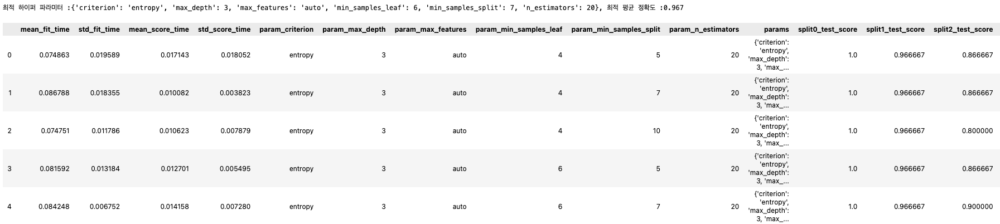 최적 하이퍼 파라미터 :{'criterion': 'entropy', 'max_depth': 3, 'max_features': 'auto', 'min_samples_leaf': 6, 'min_samples_split': 7, 'n_estimators': 20}, 최적 평균 정확도 :0.967
mean_fit_time std_fit_time mean_score_time std_score_time param_criterion param_max_depth param_max_features param_min_samples_leaf param_min_samples_split param_n_estimators params split0_test_score split1_test_score split2_test_score
{'criterion':
'entropy',
0 0.074863 0.019589 0.017143 0.018052 entropy 3 auto 4 5 20 'max_depth': 1.0 0.966667 0.866667
3, 'max_...
{'criterion':
'entropy',
1 0.086788 0.018355 0.010082 0.003823 entropy 3 auto 4 7 20 'max_depth': 1.0 0.966667 0.866667
3, 'max_...
{'criterion':
'entropy',
2 0.074751 0.011786 0.010623 0.007879 entropy 3 auto 4 10 20 'max_depth': 1.0 0.966667 0.800000
3, 'max_...
{'criterion':
'entropy',
3 0.081592 0.013184 0.012701 0.005495 entropy 3 auto 6 5 20 'max_depth': 1.0 0.966667 0.866667
3, 'max_...
{'criterion':
'entropy',
4 0.084248 0.006752 0.014158 0.007280 entropy 3 auto 6 7 20 'max_depth': 1.0 0.966667 0.900000
3, 'max_...